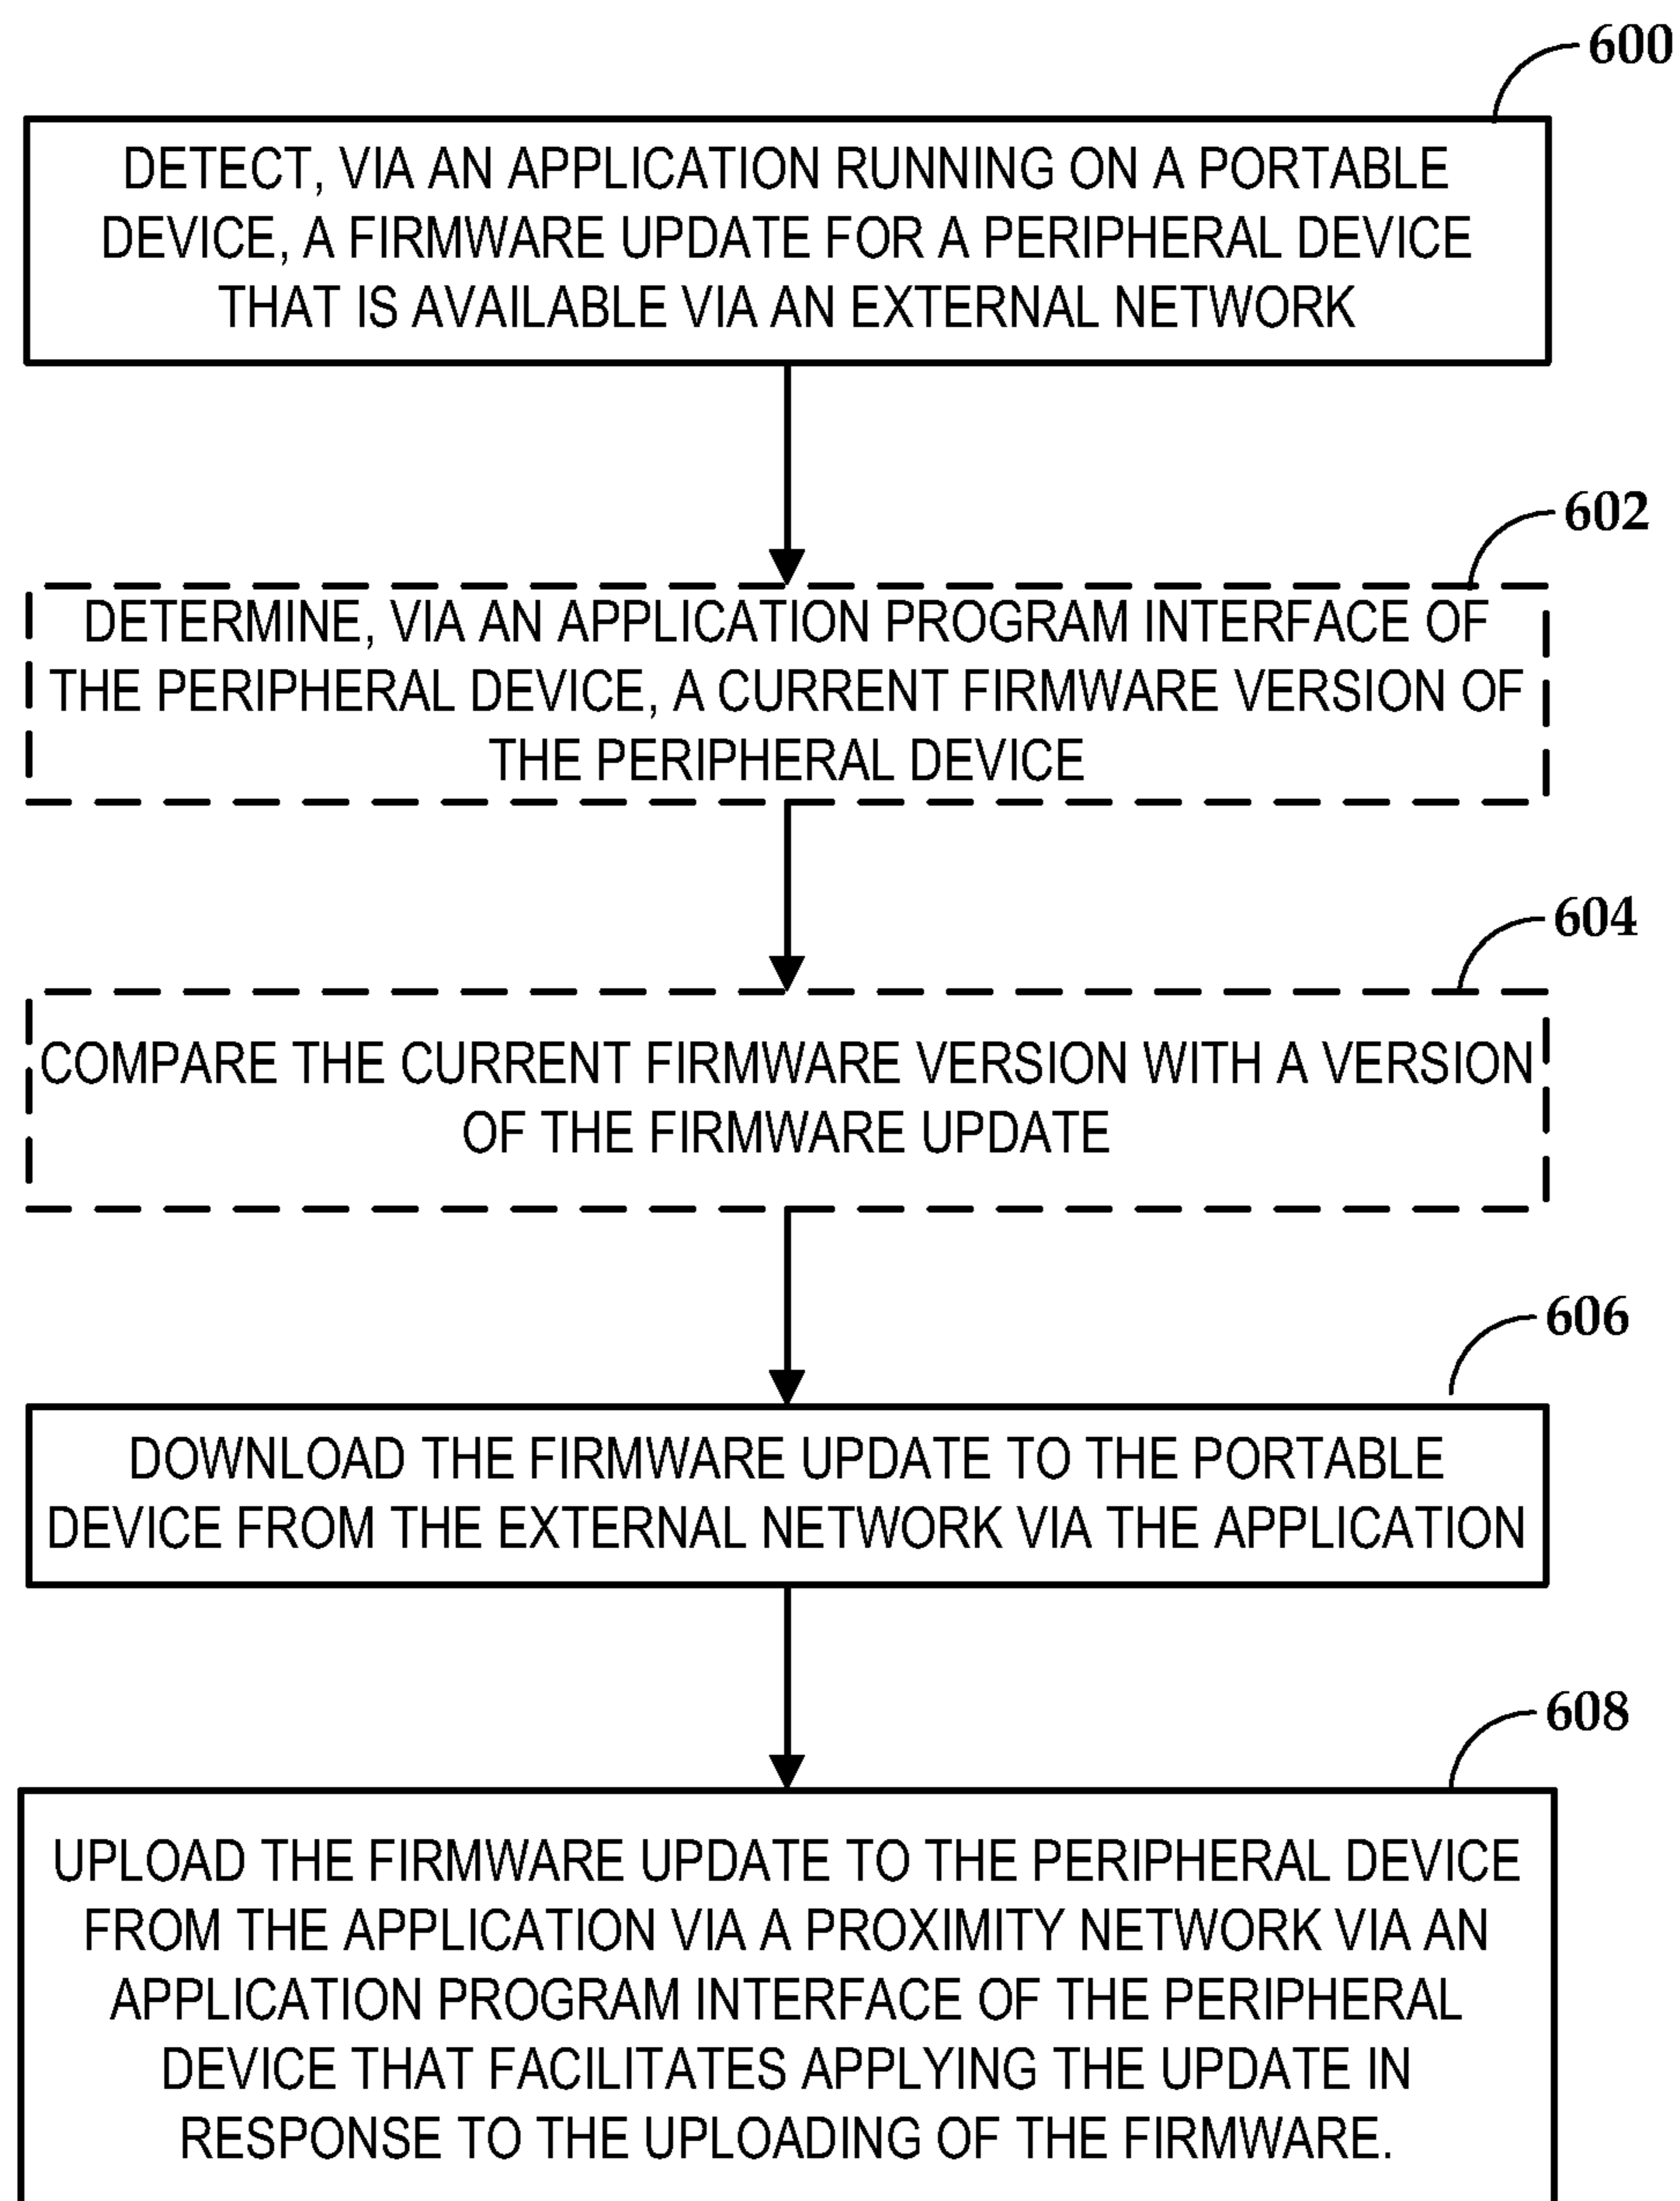 600
DETECT, VIA AN APPLICATION RUNNING ON A PORTABLE
DEVICE, A FIRMWARE UPDATE FOR A PERIPHERAL DEVICE
THAT IS AVAILABLE VIA AN EXTERNAL NETWORK
602
DETERMINE, VIA AN APPLICATION PROGRAM INTERFACE OF
THE PERIPHERAL DEVICE, A CURRENT FIRMWARE VERSION OF
THE PERIPHERAL DEVICE
604
COMPARE THE CURRENT FIRMWARE VERSION WITH A VERSION
OF THE FIRMWARE UPDATE
606
DOWNLOAD THE FIRMWARE UPDATE TO THE PORTABLE
DEVICE FROM THE EXTERNAL NETWORK VIA THE APPLICATION
608
UPLOAD THE FIRMWARE UPDATE TO THE PERIPHERAL DEVICE
FROM THE APPLICATION VIA A PROXIMITY NETWORK VIA AN
APPLICATION PROGRAM INTERFACE OF THE PERIPHERAL
DEVICE THAT FACILITATES APPLYING THE UPDATE IN
RESPONSE TO THE UPLOADING OF THE FIRMWARE.